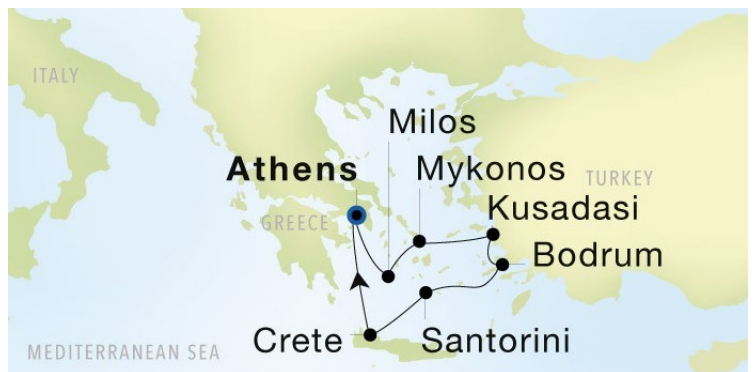 ITALY
Milos
Athens
Mykonos
TURKEY
Kusadasi
GREECE
Bodrum
Crete
Santorini
MEDITERRANEAN SEA